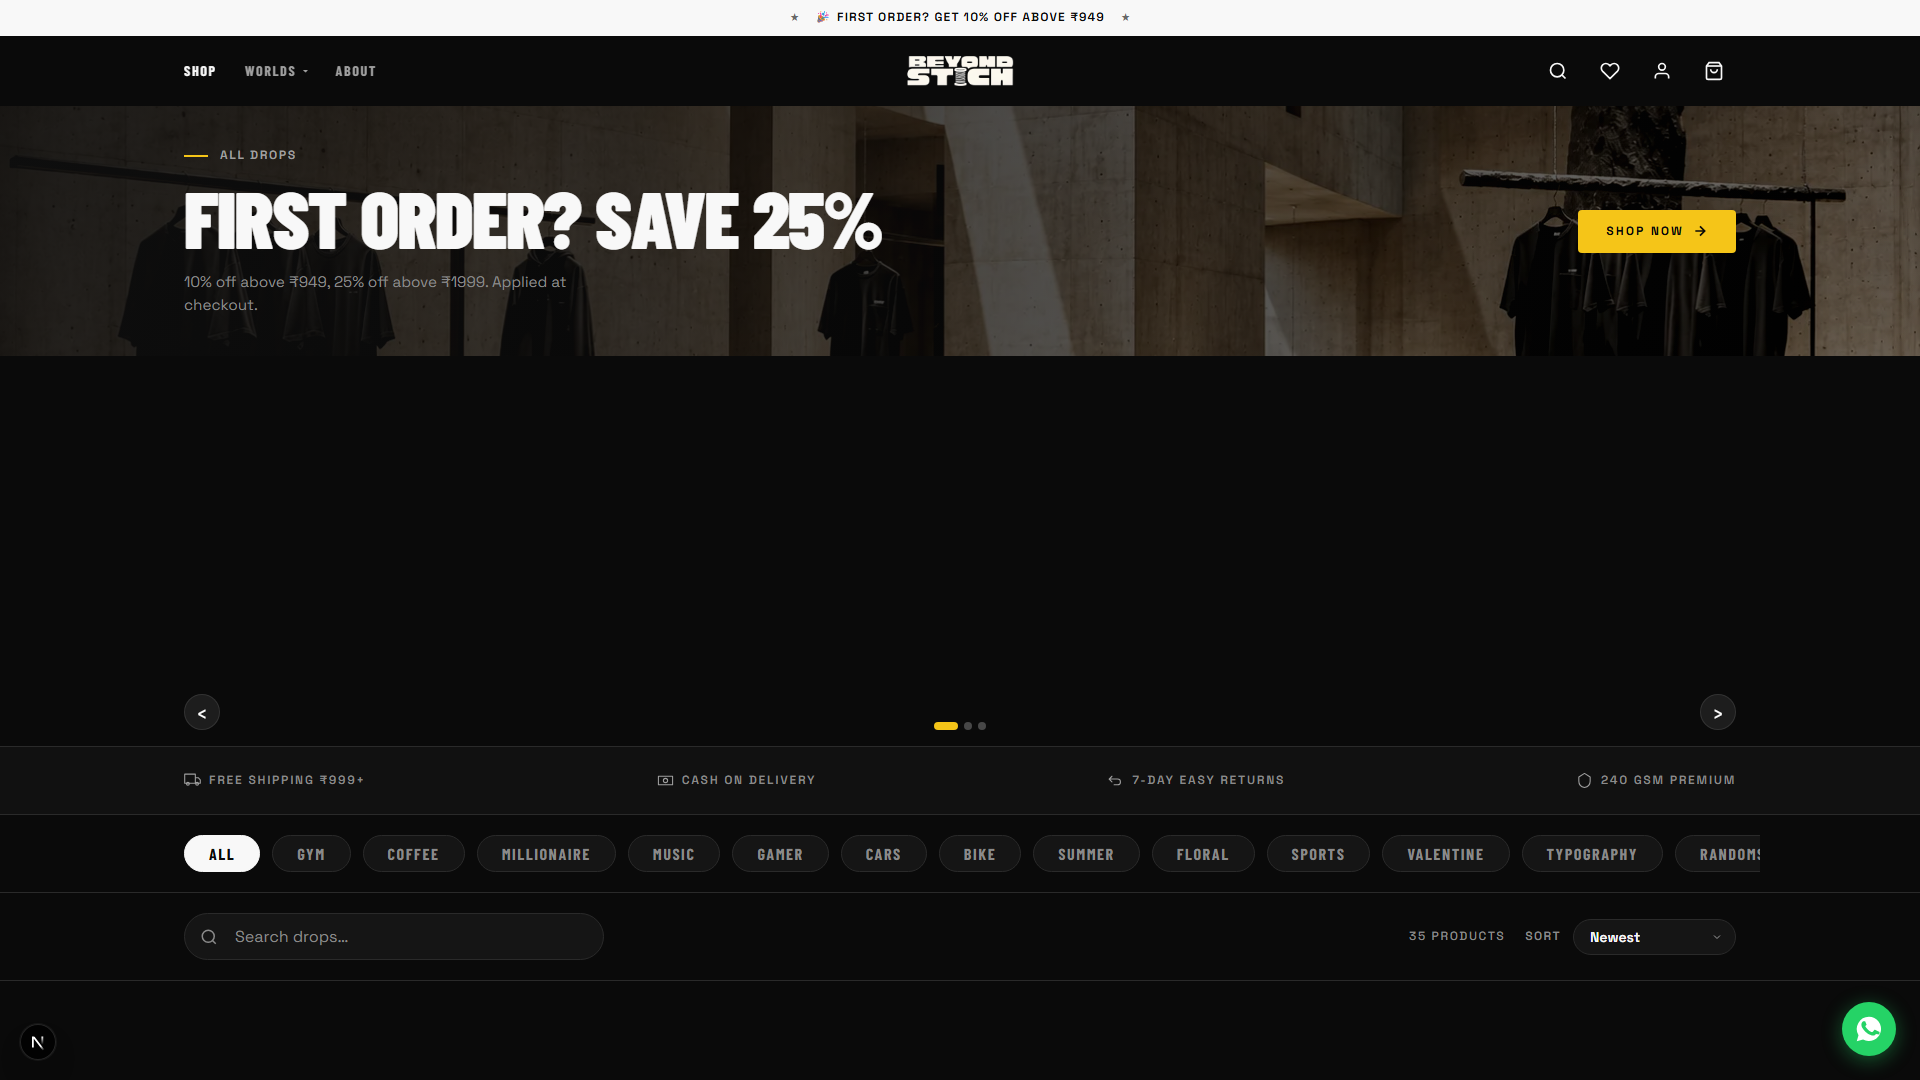 ★ 🎉 FIRST ORDER? GET 10% OFF ABOVE ₹949 ★
SHOP WORLDS ABOUT
BEYOND
STICH
ALL DROPS
FIRST ORDER? SAVE 25%
SHOP NOW →
10% off above ₹949, 25% off above ₹1999. Applied at
checkout.
< >
FREE SHIPPING ₹999+ CASH ON DELIVERY 7-DAY EASY RETURNS 240 GSM PREMIUM
ALL GYM COFFEE MILLIONAIRE MUSIC GAMER CARS BIKE SUMMER FLORAL SPORTS VALENTINE TYPOGRAPHY RANDOMS
Search drops... 35 PRODUCTS SORT Newest
N